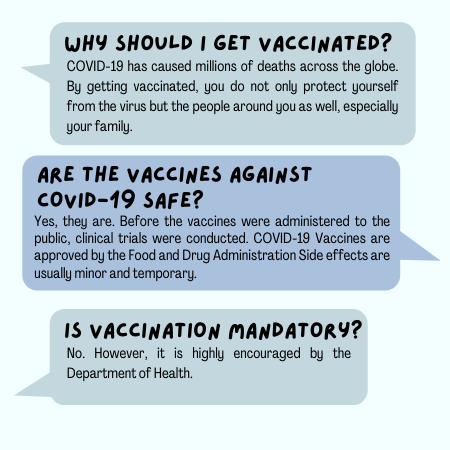 WHY SHOULD I GET VACCINATED?
COVID-19 has caused millions of deaths across the globe.
By getting vaccinated, you do not only protect yourself
from the virus but the people around you as well, especially
your family.
ARE THE VACCINES AGAINST
COVID-19 SAFE?
Yes, they are. Before the vaccines were administered to the
public, clinical trials were conducted. COVID-19 Vaccines are
approved by the Food and Drug Administration Side effects are
usually minor and temporary.
IS VACCINATION MANDATORY?
No. However, it is highly encouraged by the
Department of Health.